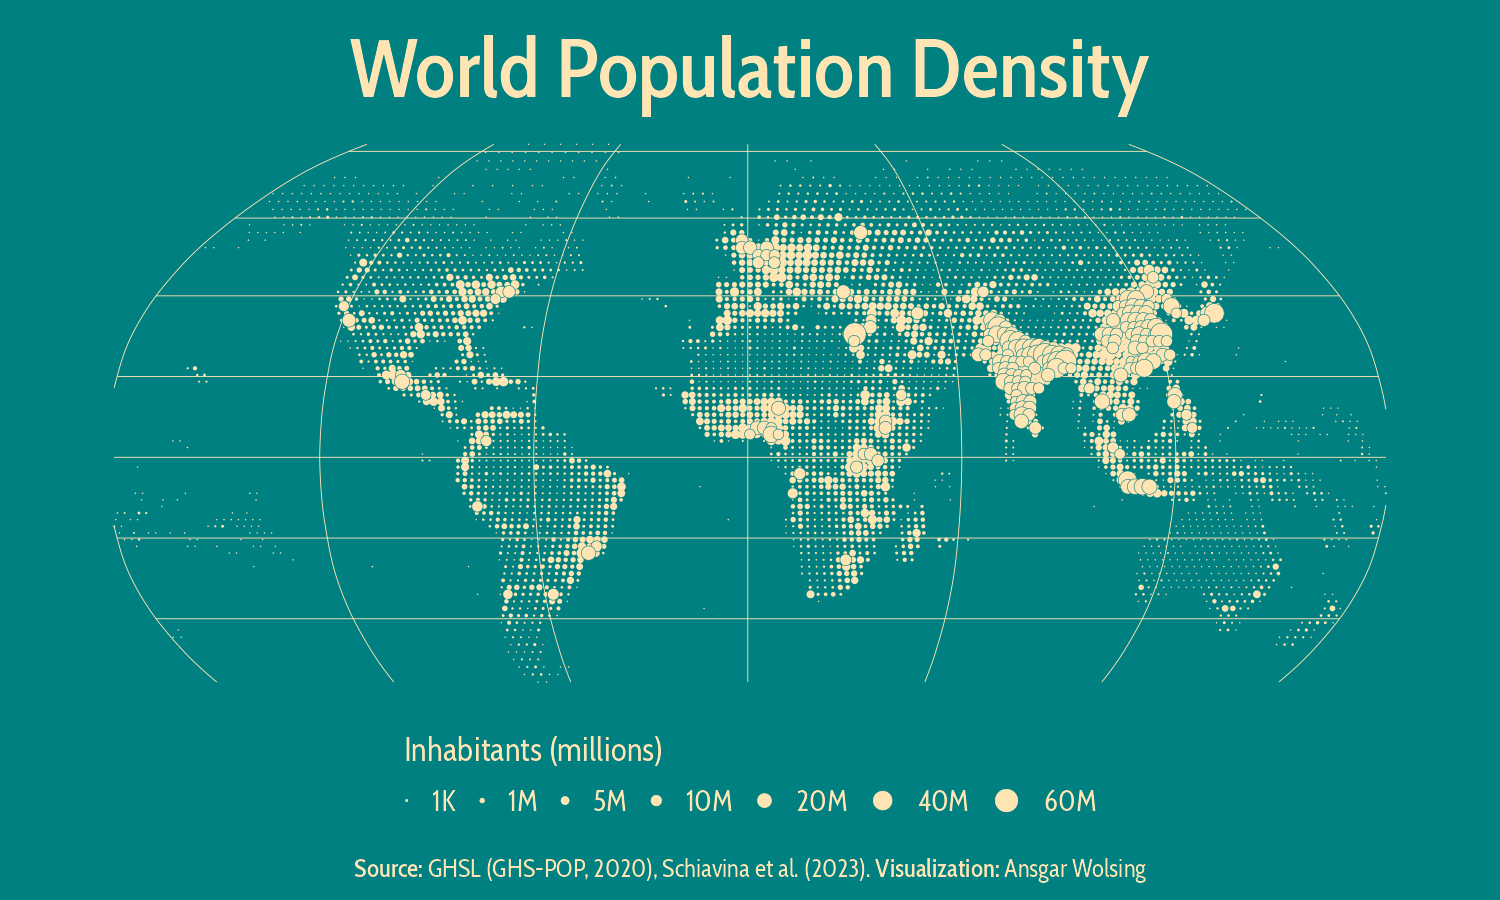 World Population Density
Inhabitants (millions)
1K 1M 5M 10M 20M 40M 60M
Source: GHSL (GHS-POP, 2020), Schiavina et al. (2023). Visualization: Ansgar Wolsing